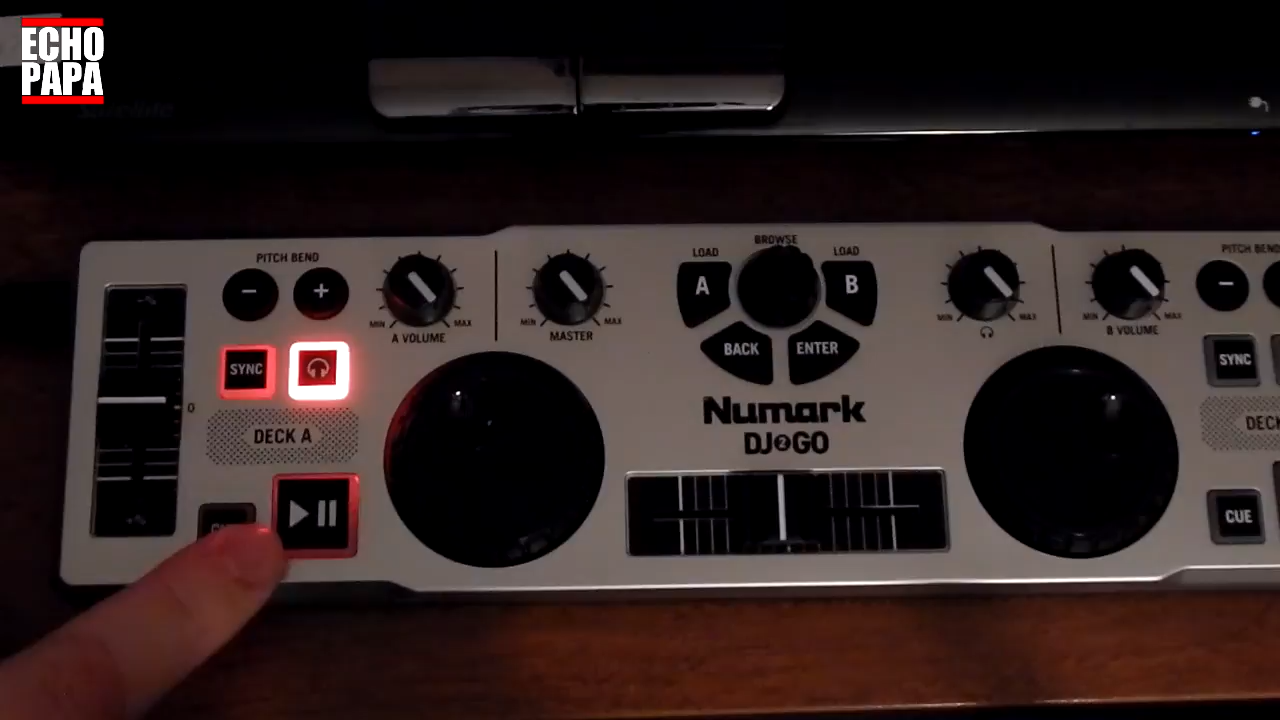 ECHO
PAPA
PITCH BEND
− +
MIN MAX
A VOLUME
MIN MAX
MASTER
LOAD
A
BROWSE
LOAD
B
BACK
ENTER
MIN MAX
MIN MAX
B VOLUME
PITCH BEND
−
SYNC
0
DECK A
Numark
DJ2GO
SYNC
CUE